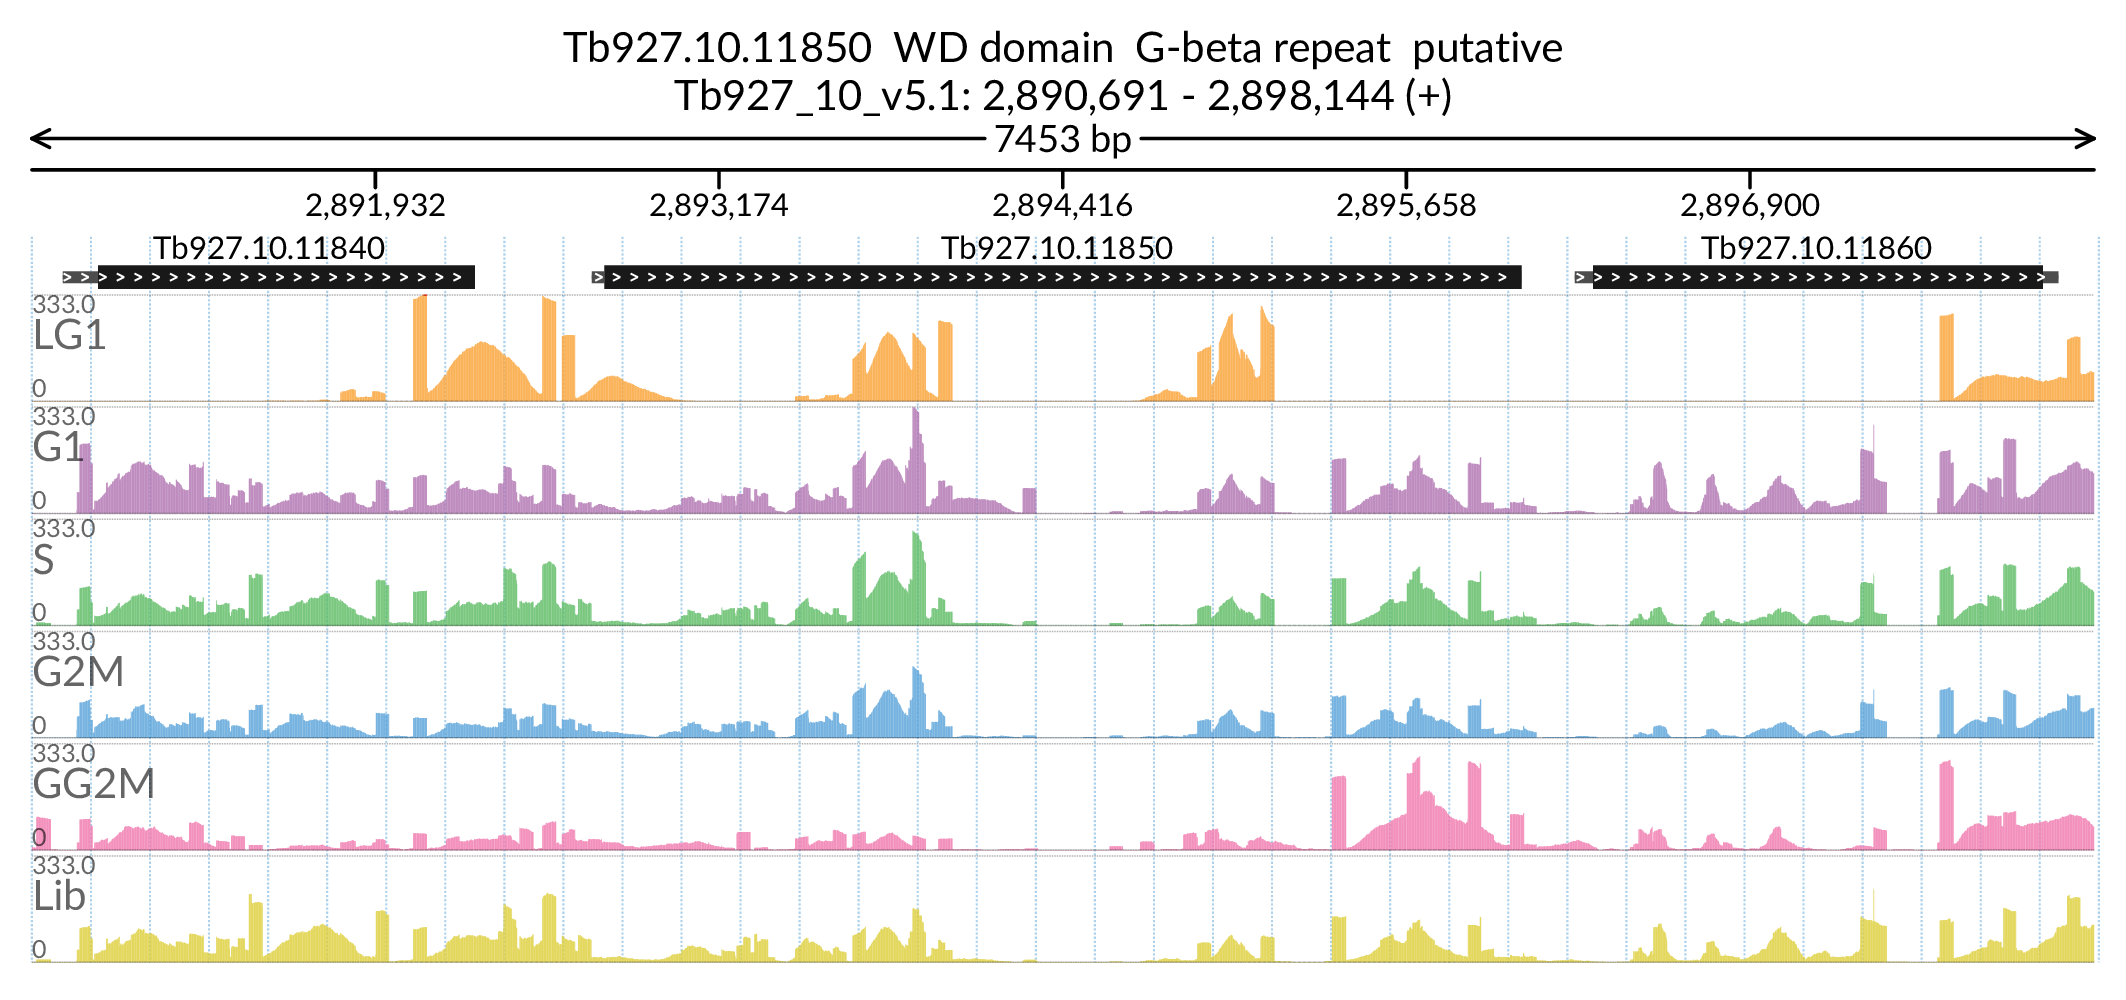 Tb927.10.11850 WD domain G-beta repeat putative
Tb927_10_v5.1: 2,890,691 - 2,898,144 (+)
7453 bp
2,891,932 2,893,174 2,894,416 2,895,658 2,896,900
Tb927.10.11840 Tb927.10.11850 Tb927.10.11860
333.0
LG1
0
333.0
G1
0
333.0
S
0
333.0
G2M
0
333.0
GG2M
0
333.0
Lib
0